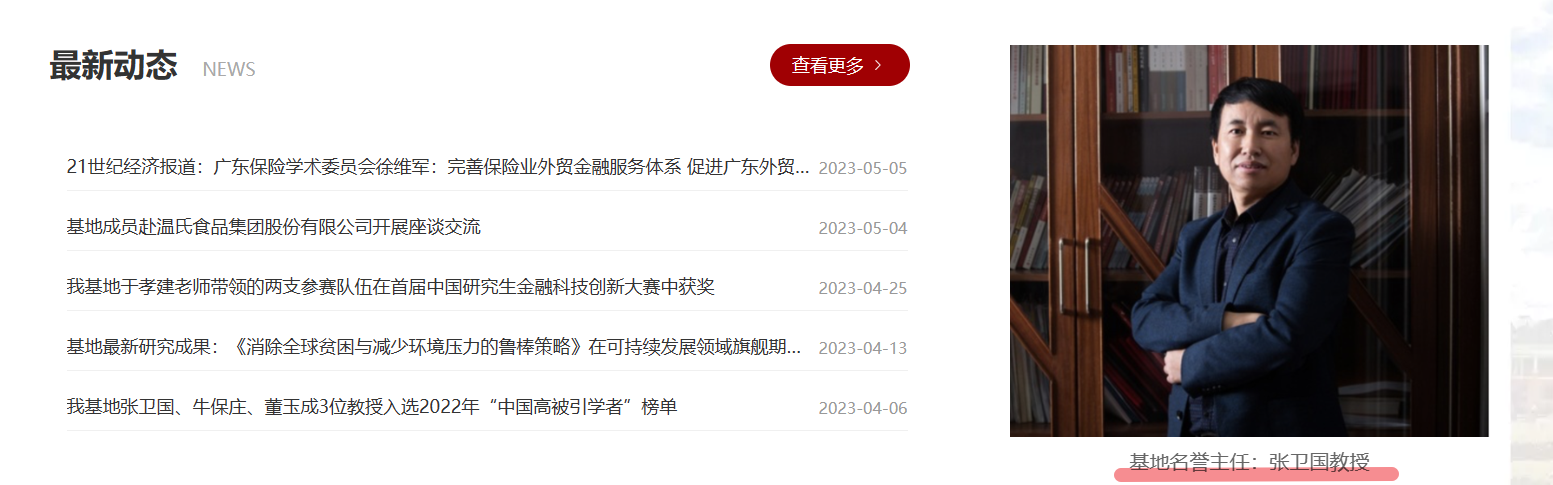 最新动态 NEWS
查看更多 >
21世纪经济报道：广东保险学术委员会徐维军：完善保险业外贸金融服务体系 促进广东外贸... 2023-05-05
基地成员赴温氏食品集团股份有限公司开展座谈交流 2023-05-04
我基地于孝建老师带领的两支参赛队伍在首届中国研究生金融科技创新大赛中获奖 2023-04-25
基地最新研究成果：《消除全球贫困与减少环境压力的鲁棒策略》在可持续发展领域旗舰期... 2023-04-13
我基地张卫国、牛保庄、董玉成3位教授入选2022年“中国高被引学者”榜单 2023-04-06
基地名誉主任：张卫国教授